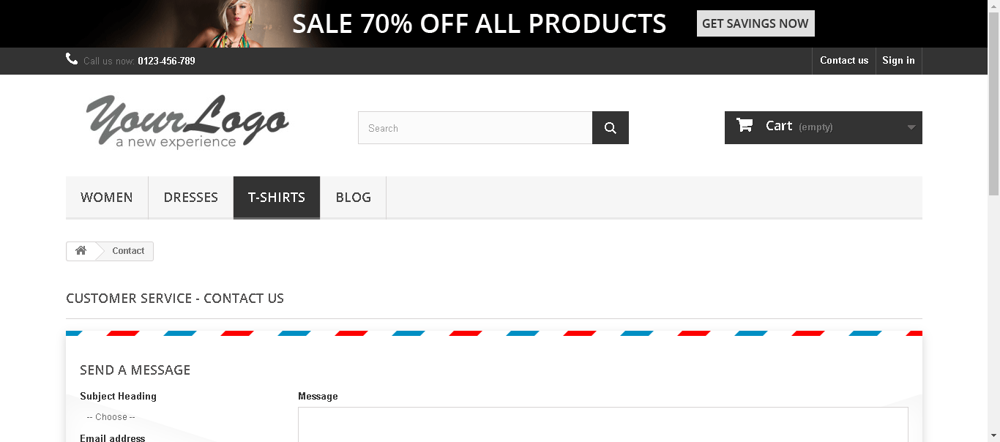 SALE 70% OFF ALL PRODUCTS GET SAVINGS NOW
Call us now: 0123-456-789 Contact us Sign in
YourLogo
a new experience
Search
Cart (empty)
WOMEN DRESSES T-SHIRTS BLOG
Contact
CUSTOMER SERVICE - CONTACT US
SEND A MESSAGE
Subject Heading
Message
-- Choose --
Email address